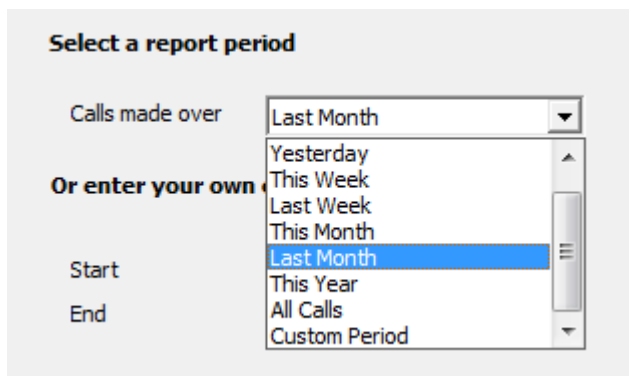 Select a report period
Calls made over Last Month
Yesterday
This Week
Or enter your own
Last Week
This Month
Last Month
Start
This Year
End All Calls
Custom Period